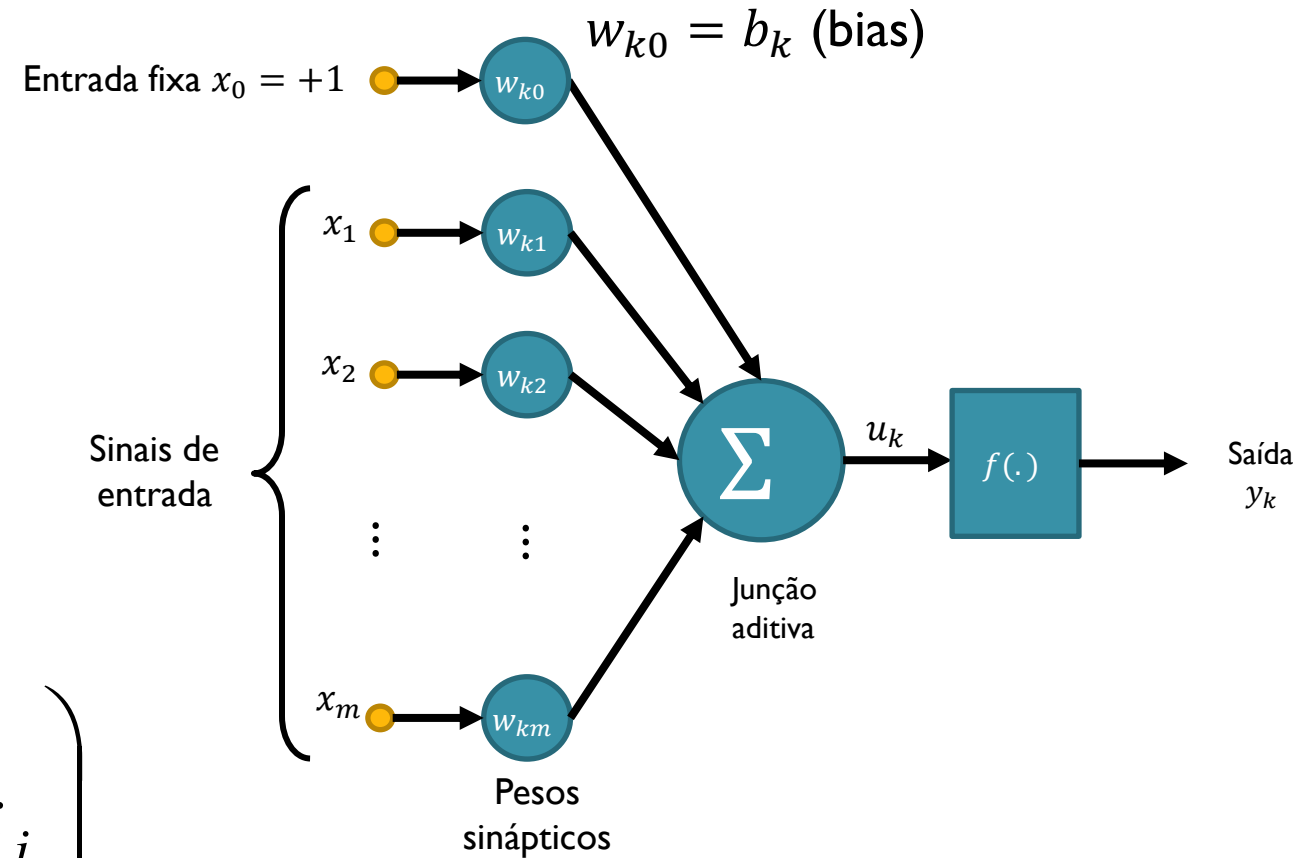 w_{k0} = b_k (bias)
Entrada fixa x_0 = +1
w_{k0}
x_1
w_{k1}
x_2
w_{k2}
Sinais de
entrada
Σ
u_k
f(.)
Saída
y_k
⋮
⋮
Junção
aditiva
x_m
w_{km}
Pesos
sinápticos
j
)